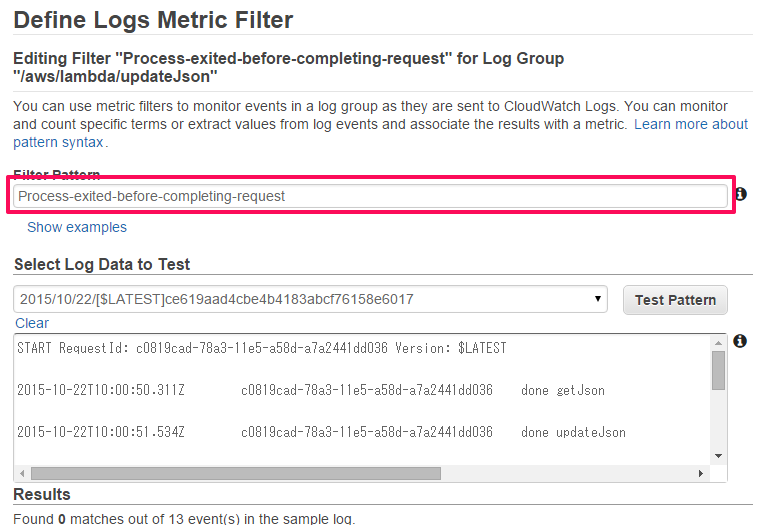 Define Logs Metric Filter
Editing Filter "Process-exited-before-completing-request" for Log Group
"/aws/lambda/updateJson"
You can use metric filters to monitor events in a log group as they are sent to CloudWatch Logs. You can monitor
and count specific terms or extract values from log events and associate the results with a metric. Learn more about
pattern syntax.
Filter Pattern
Process-exited-before-completing-request
Show examples
Select Log Data to Test
2015/10/22/[$LATEST]ce619aad4cbe4b4183abcf76158e6017
Test Pattern
Clear
START RequestId: c0819cad-78a3-11e5-a58d-a7a2441dd036 Version: $LATEST
2015-10-22T10:00:50.311Z c0819cad-78a3-11e5-a58d-a7a2441dd036 done getJson
2015-10-22T10:00:51.534Z c0819cad-78a3-11e5-a58d-a7a2441dd036 done updateJson
Results
Found 0 matches out of 13 event(s) in the sample log.